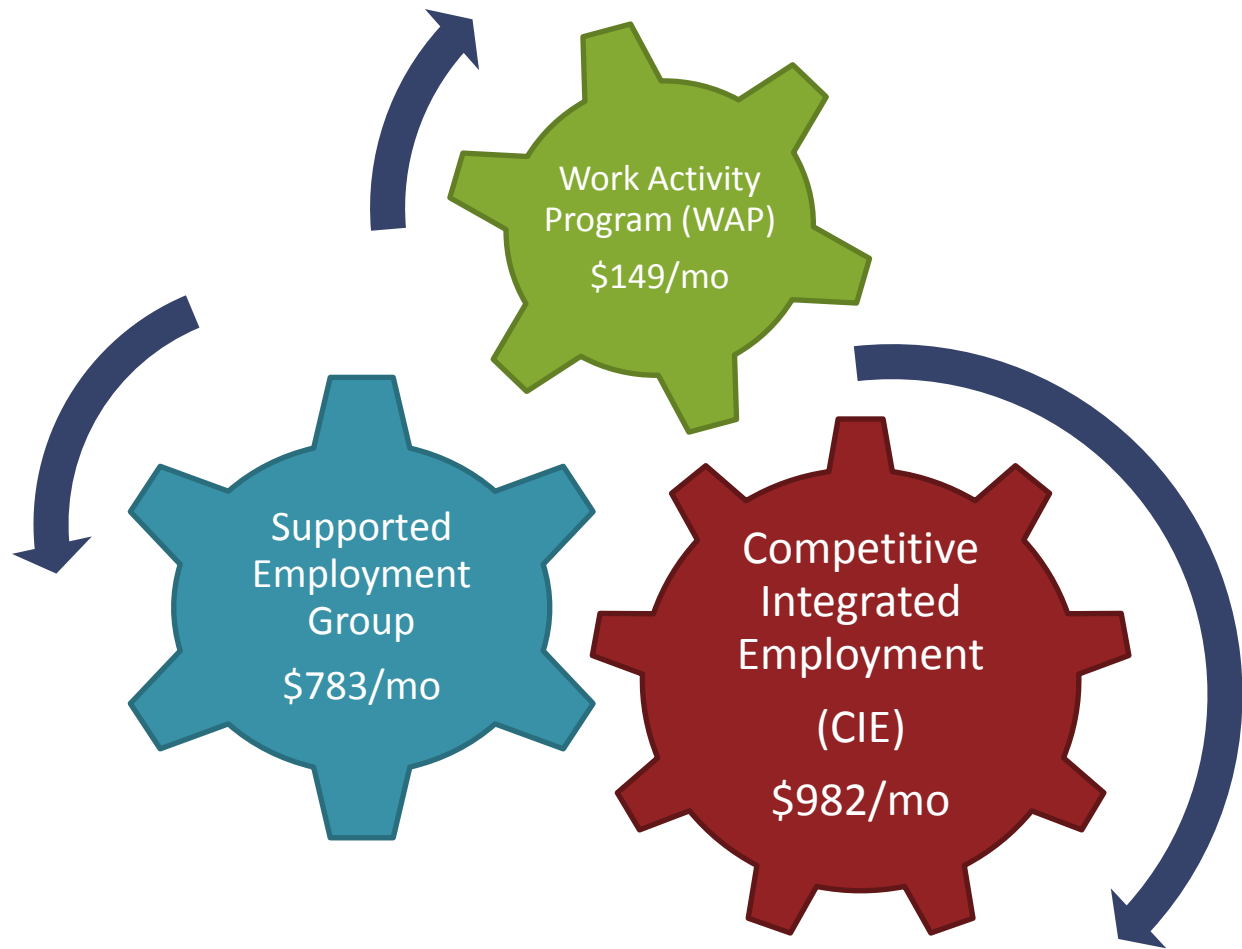 Work Activity
Program (WAP)
$149/mo
Supported
Employment
Group
$783/mo
Competitive
Integrated
Employment
(CIE)
$982/mo